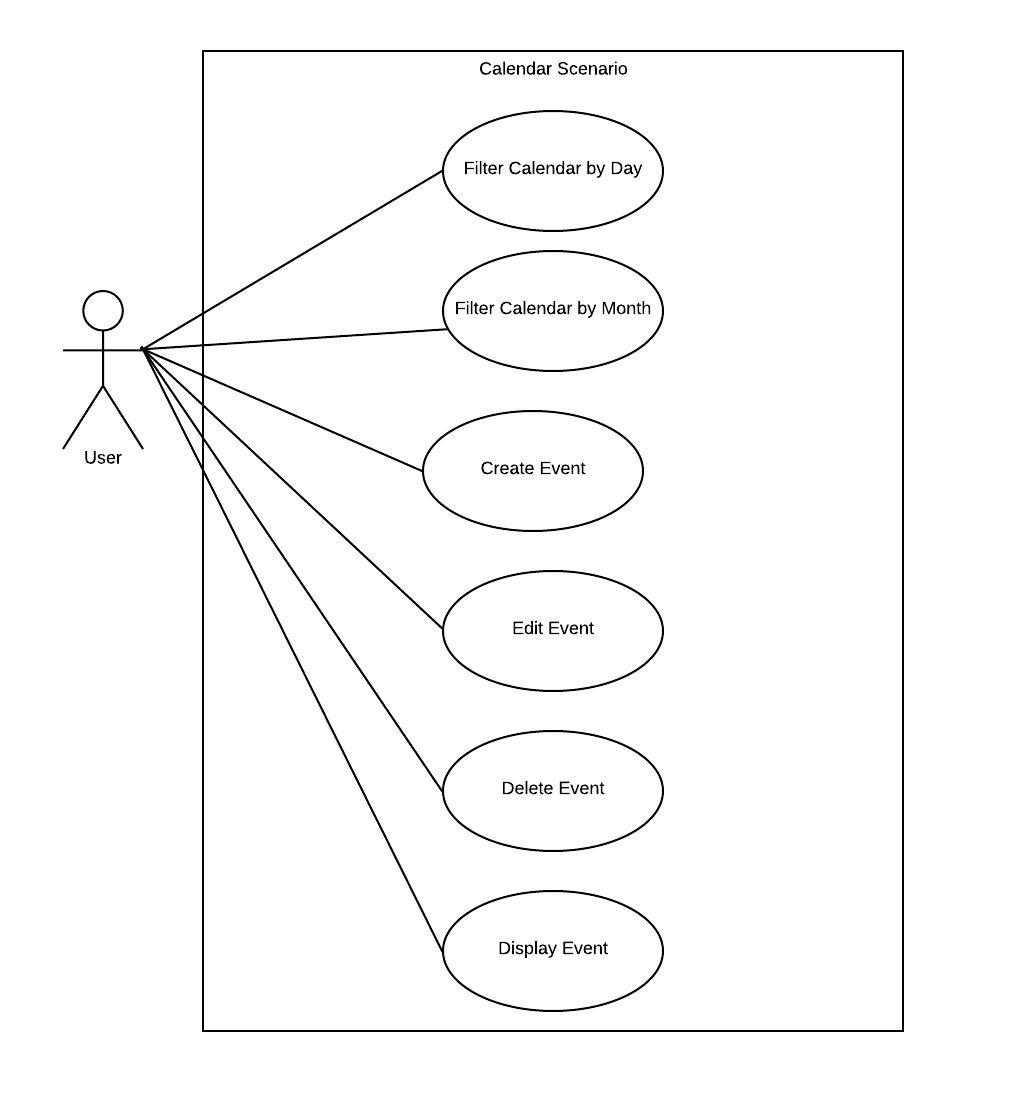 Calendar Scenario
Filter Calendar by Day
Filter Calendar by Month
User
Create Event
Edit Event
Delete Event
Display Event